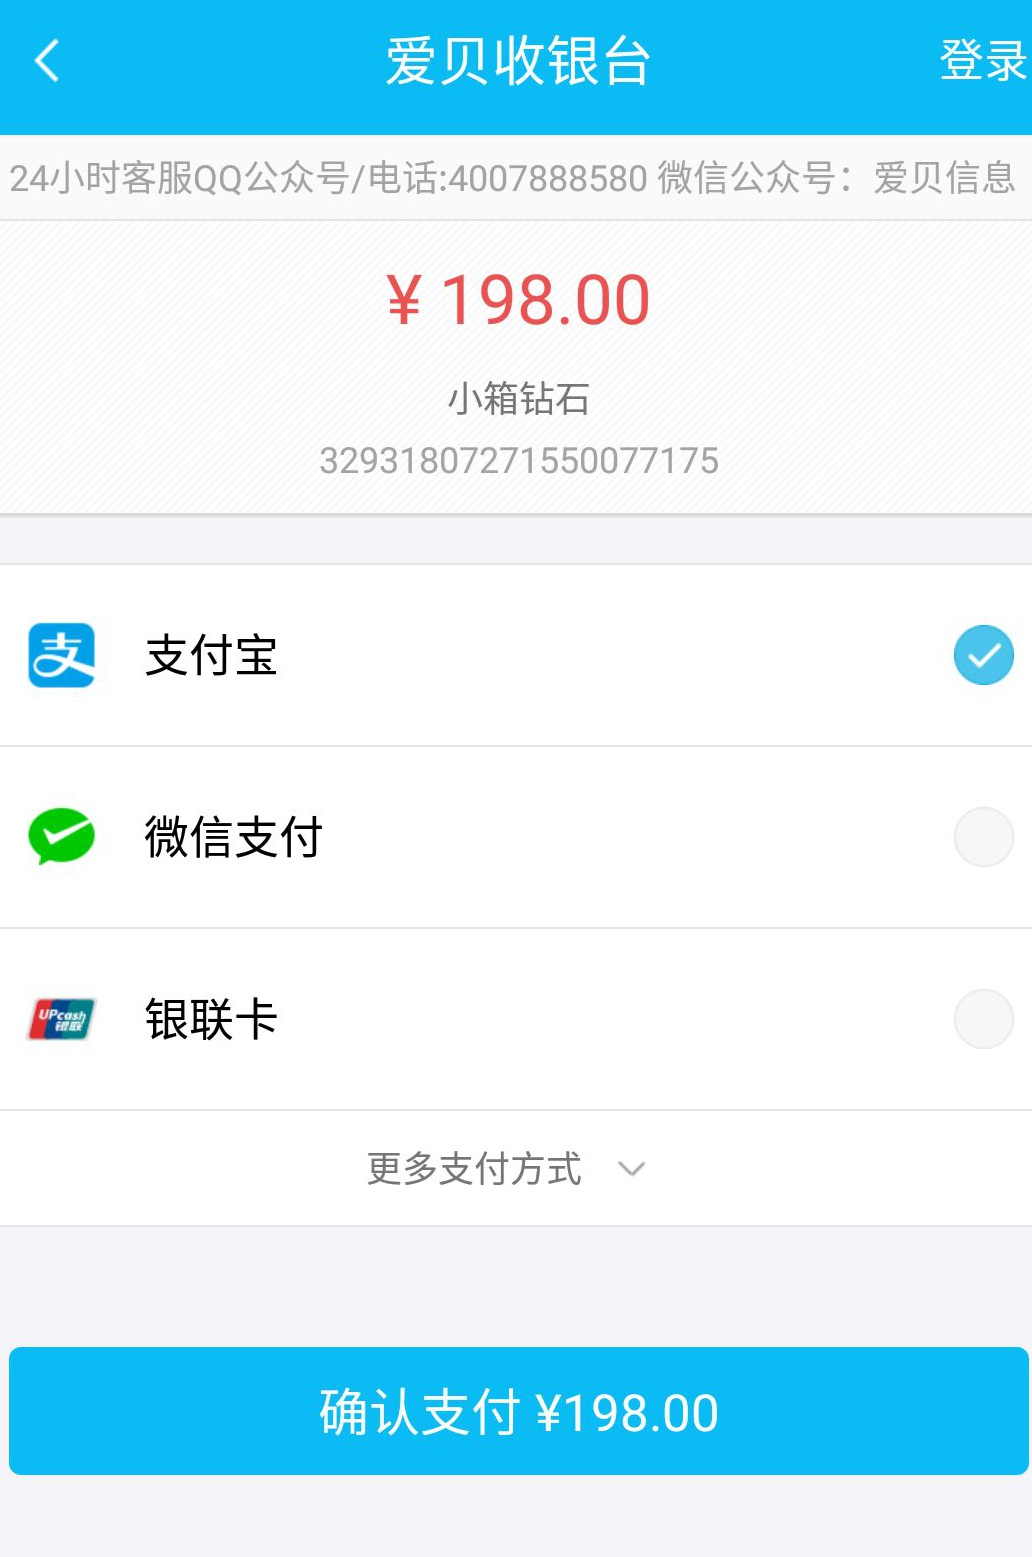 爱贝收银台
登录
24小时客服QQ公众号/电话:4007888580 微信公众号：爱贝信息
¥ 198.00
小箱钻石
32931807271550077175
支 支付宝
微信支付
UPcash 银联 银联卡
更多支付方式
确认支付 ¥198.00